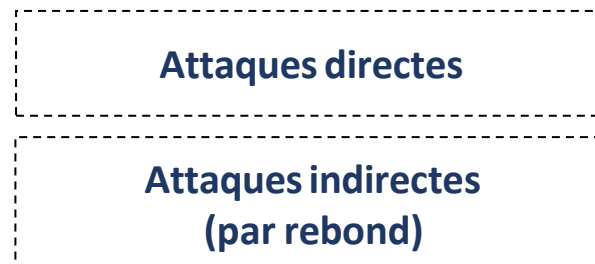 Attaques directes
Attaques indirectes
(par rebond)